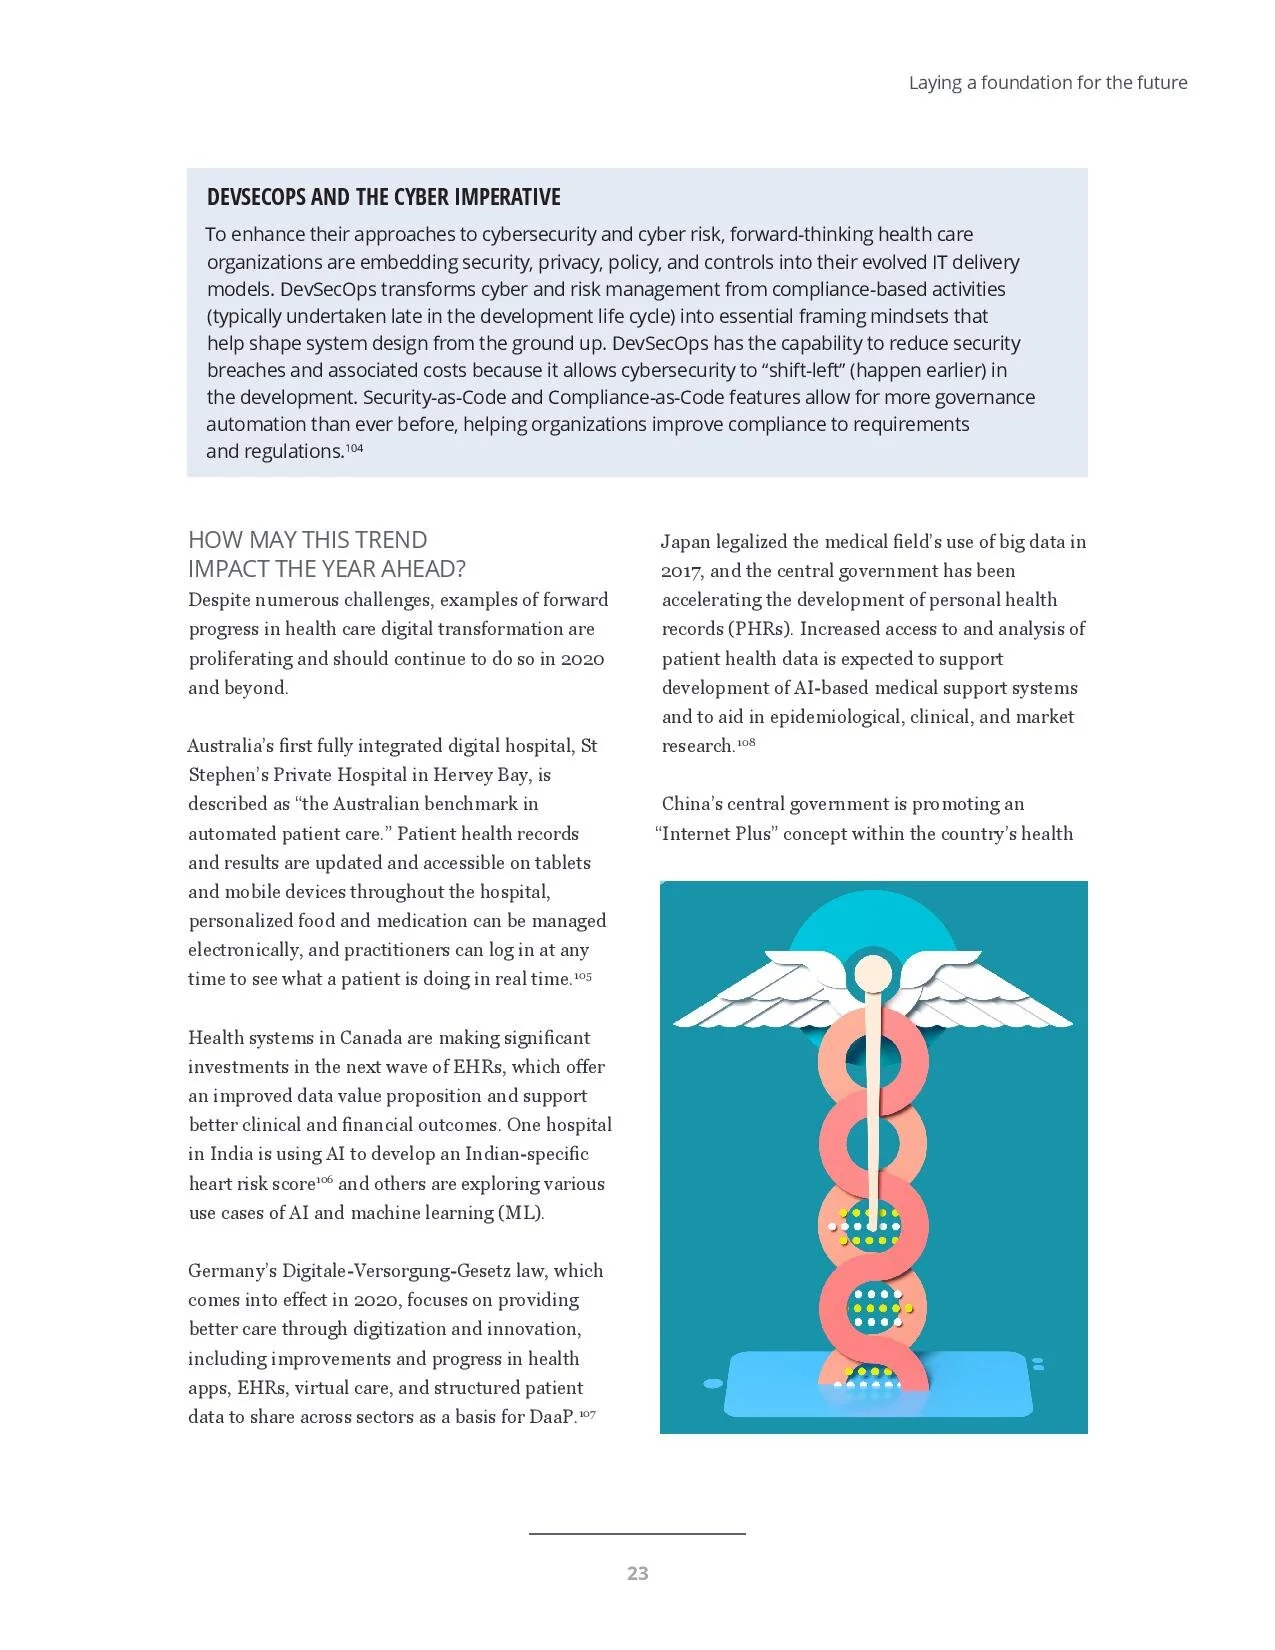 Laying a foundation for the future
DEVSECOPS AND THE CYBER IMPERATIVE
To enhance their approaches to cybersecurity and cyber risk, forward-thinking health care
organizations are embedding security, privacy, policy, and controls into their evolved IT delivery
models. DevSecOps transforms cyber and risk management from compliance-based activities
(typically undertaken late in the development life cycle) into essential framing mindsets that
help shape system design from the ground up. DevSecOps has the capability to reduce security
breaches and associated costs because it allows cybersecurity to “shift-left” (happen earlier) in
the development. Security-as-Code and Compliance-as-Code features allow for more governance
automation than ever before, helping organizations improve compliance to requirements
and regulations.104
HOW MAY THIS TREND
IMPACT THE YEAR AHEAD?
Despite numerous challenges, examples of forward
progress in health care digital transformation are
proliferating and should continue to do so in 2020
and beyond.
Australia’s first fully integrated digital hospital, St
Stephen’s Private Hospital in Hervey Bay, is
described as “the Australian benchmark in
automated patient care.” Patient health records
and results are updated and accessible on tablets
and mobile devices throughout the hospital,
personalized food and medication can be managed
electronically, and practitioners can log in at any
time to see what a patient is doing in real time.105
Health systems in Canada are making significant
investments in the next wave of EHRs, which offer
an improved data value proposition and support
better clinical and financial outcomes. One hospital
in India is using AI to develop an Indian-specific
heart risk score106 and others are exploring various
use cases of AI and machine learning (ML).
Germany’s Digitale-Versorgung-Gesetz law, which
comes into effect in 2020, focuses on providing
better care through digitization and innovation,
including improvements and progress in health
apps, EHRs, virtual care, and structured patient
data to share across sectors as a basis for DaaP.107
Japan legalized the medical field’s use of big data in
2017, and the central government has been
accelerating the development of personal health
records (PHRs). Increased access to and analysis of
patient health data is expected to support
development of AI-based medical support systems
and to aid in epidemiological, clinical, and market
research.108
China’s central government is promoting an
“Internet Plus” concept within the country’s health
23